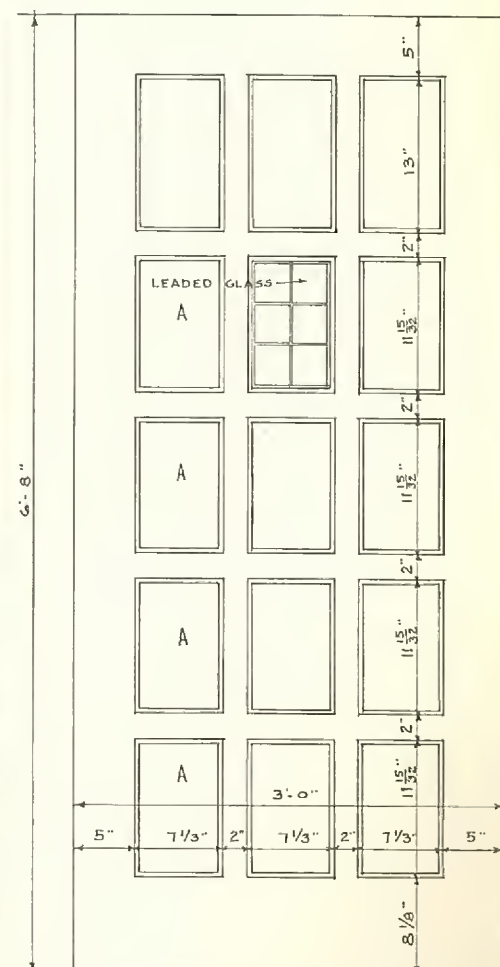 5"
13"
2"
LEADED GLASS
A
11 15/32"
2"
6'-8"
A
11 15/32"
2"
A
11 15/32"
2"
A
11 15/32"
3'-0"
5" 7 1/3" 2" 7 1/3" 2" 7 1/3" 5"
8 1/8"